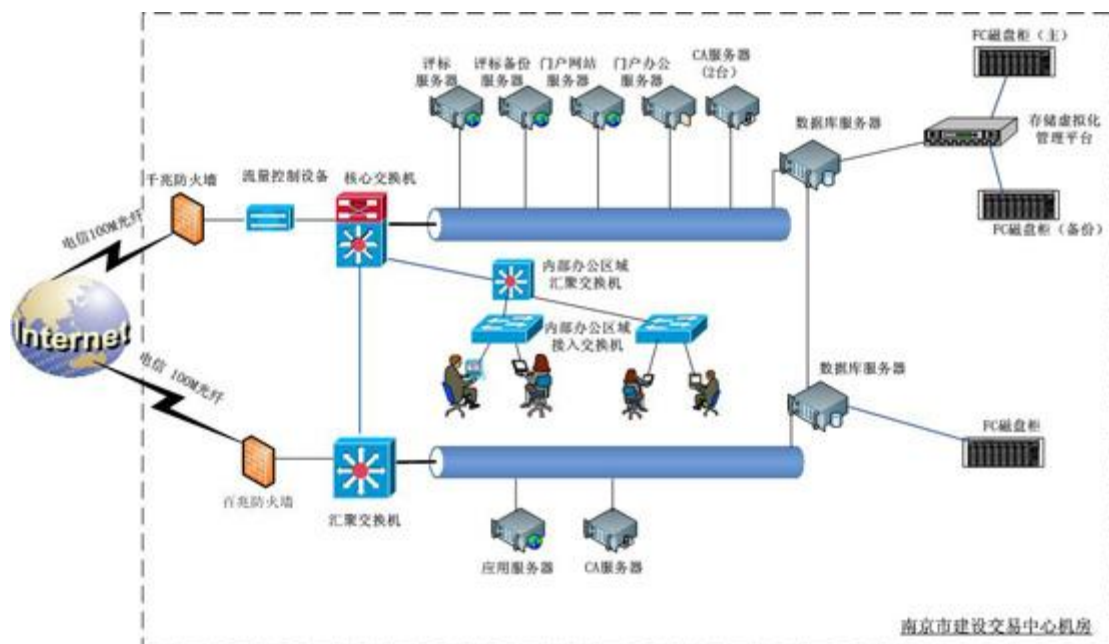 FC磁盘柜（主）
评标
服务器
评标备份
服务器
门户网站
服务器
门户办公
服务器
CA服务器
(2台)
数据库服务器
存储虚拟化
管理平台
千兆防火墙
流量控制设备
核心交换机
FC磁盘柜（备份）
电信100M光纤
内部办公区域
汇聚交换机
Internet
内部办公区域
接入交换机
电信 100M光纤
数据库服务器
FC磁盘柜
百兆防火墙
汇聚交换机
应用服务器
CA服务器
南京市建设交易中心机房